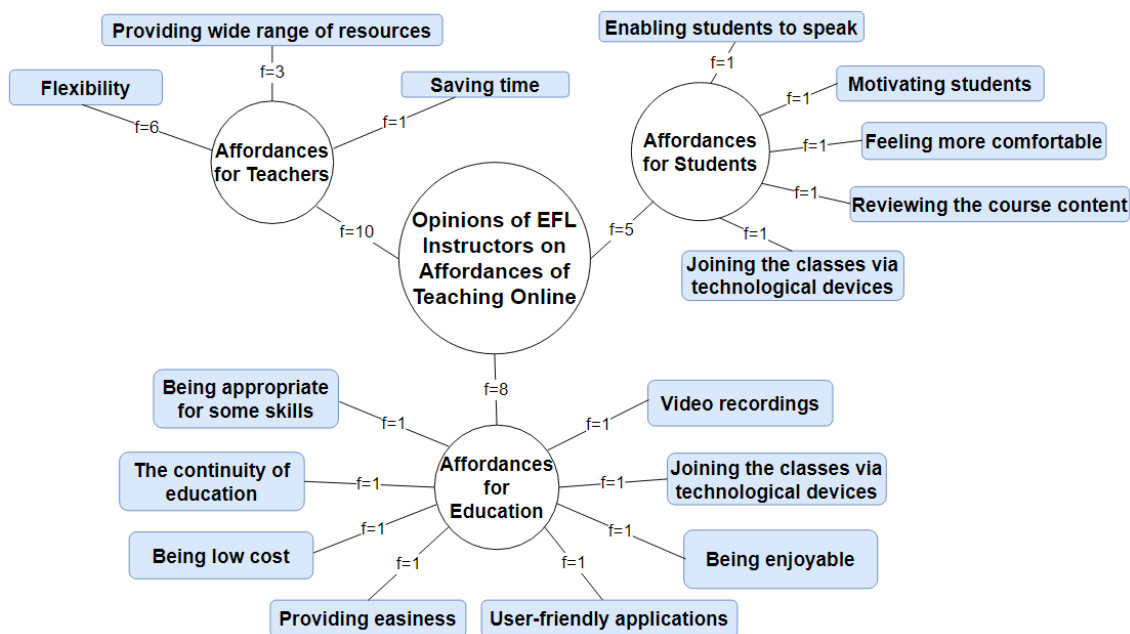 Providing wide range of resources
f=3
Flexibility
f=6
Saving time
f=1
Affordances
for Teachers
f=10
Enabling students to speak
f=1
Motivating students
f=1
Feeling more comfortable
f=1
Reviewing the course content
f=1
Joining the classes via
technological devices
f=1
Affordances
for Students
f=5
Opinions of EFL
Instructors on
Affordances of
Teaching Online
f=8
Affordances
for
Education
Being appropriate
for some skills
f=1
The continuity of
education
f=1
Being low cost
f=1
Providing easiness
f=1
User-friendly applications
f=1
Being enjoyable
f=1
Joining the classes via
technological devices
f=1
Video recordings
f=1